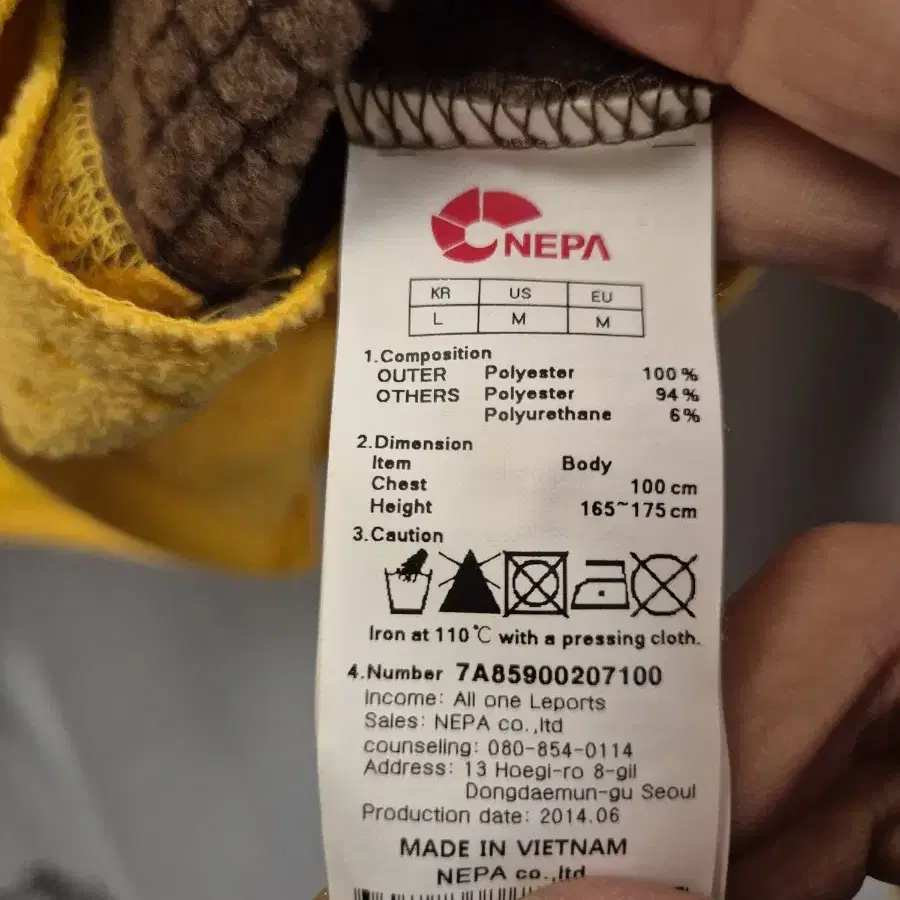 NEPA
KR US EU
L M M
1.Composition
OUTER Polyester 100 %
OTHERS Polyester 94 %
Polyurethane 6%
2.Dimension
Item Body
Chest 100 cm
Height 165~175 cm
3.Caution
Iron at 110℃ with a pressing cloth.
4.Number 7A85900207100
Income: All one Leports
Sales: NEPA co.,ltd
counseling: 080-854-0114
Address: 13 Hoegi-ro 8-gil
Dongdaemun-gu Seoul
Production date: 2014.06
MADE IN VIETNAM
NEPA co.,ltd